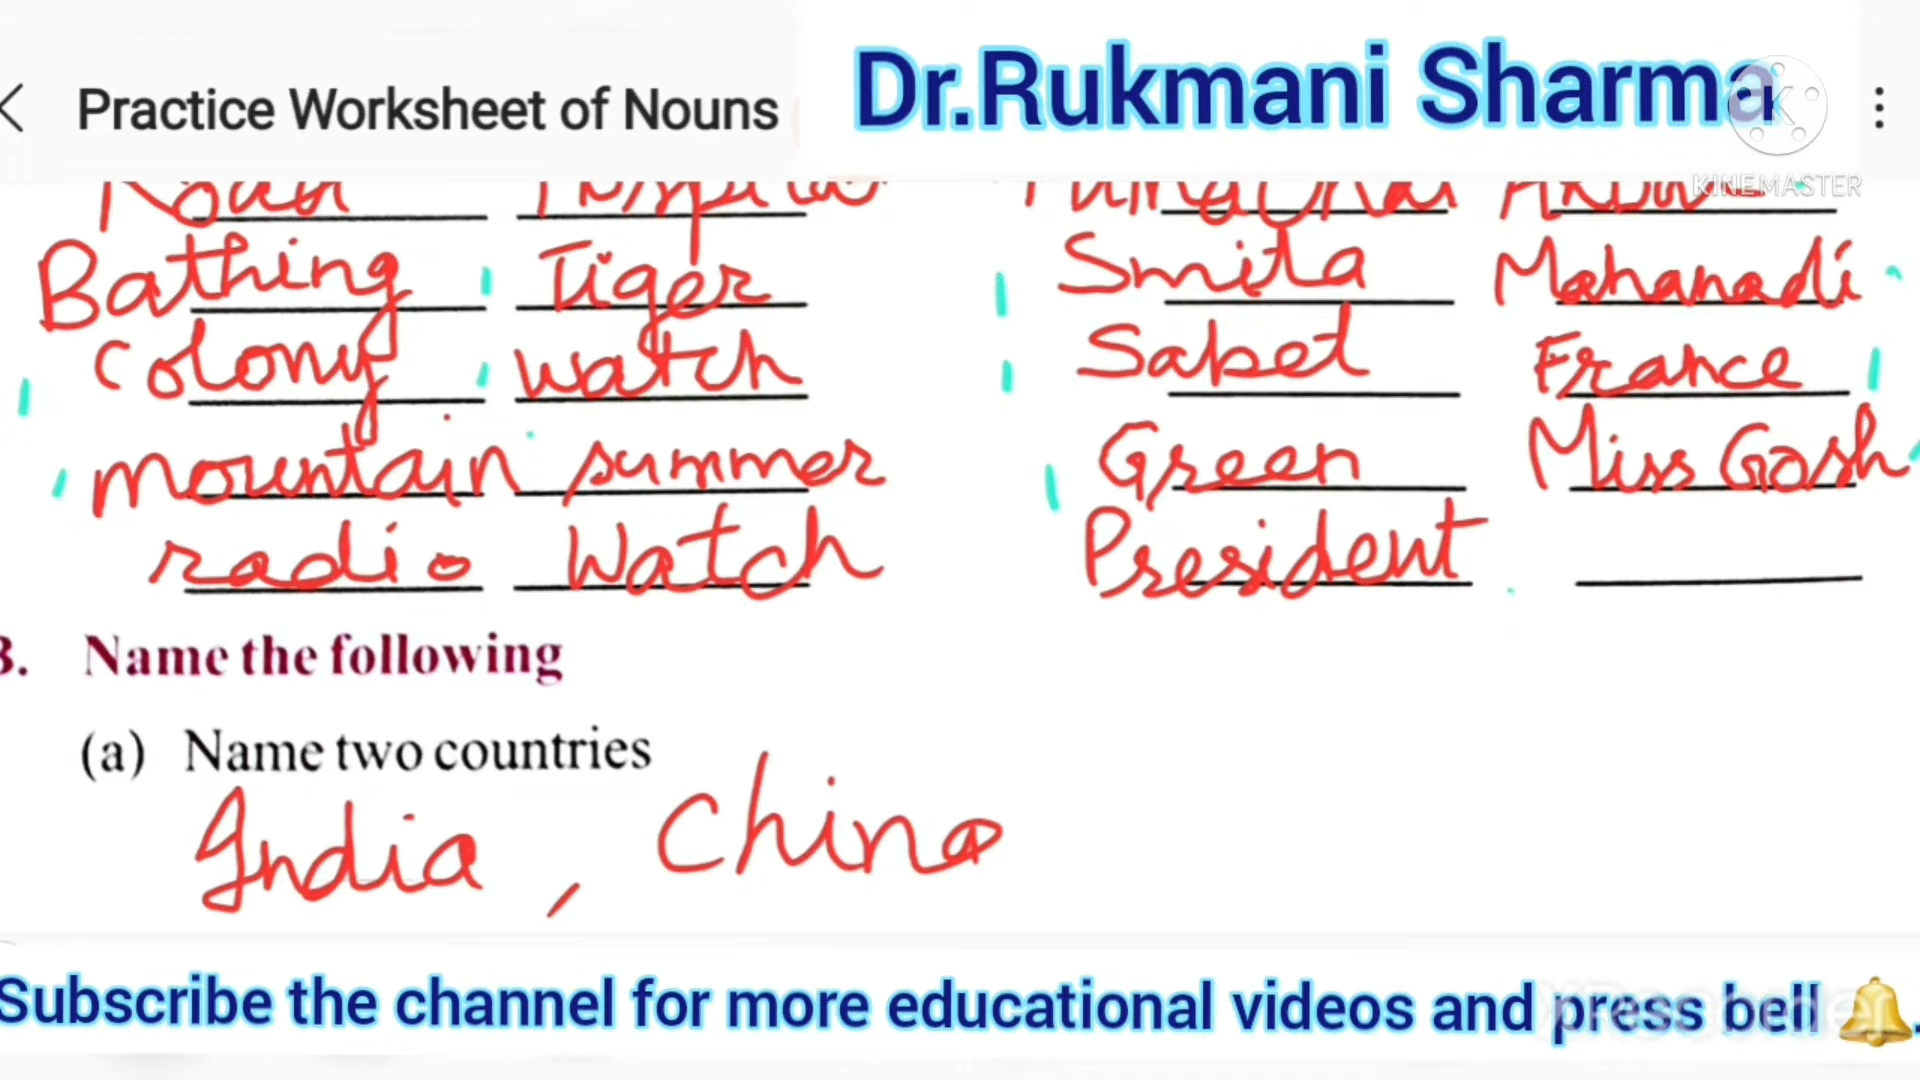 Practice Worksheet of Nouns
Dr.Rukmani Sharma
KINEMASTER
Bathing Tiger Smita Mahanadi
colony watch Sabet France
mountain summer Green Miss Gosh
radio Watch President
3. Name the following
(a) Name two countries
India, China
Subscribe the channel for more educational videos and press bell